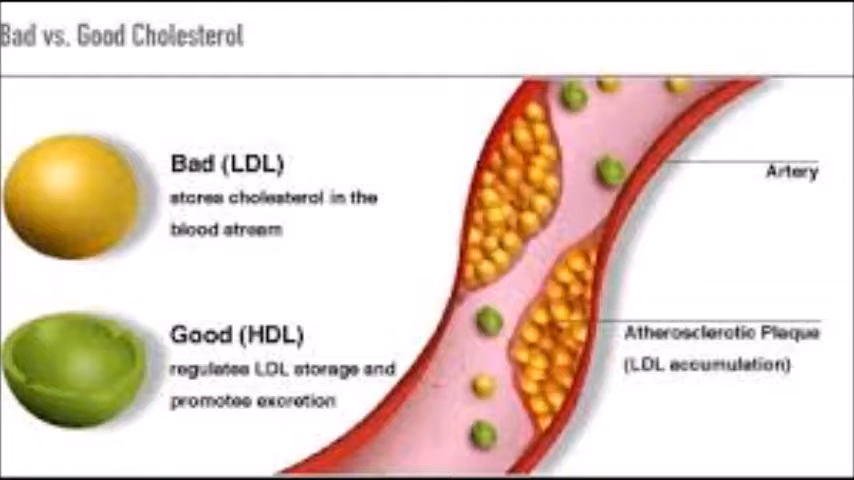 Bad vs. Good Cholesterol
Bad (LDL)
stores cholesterol in the
blood stream
Good (HDL)
regulates LDL storage and
promotes excretion
Artery
Atherosclerotic Plaque
(LDL accumulation)